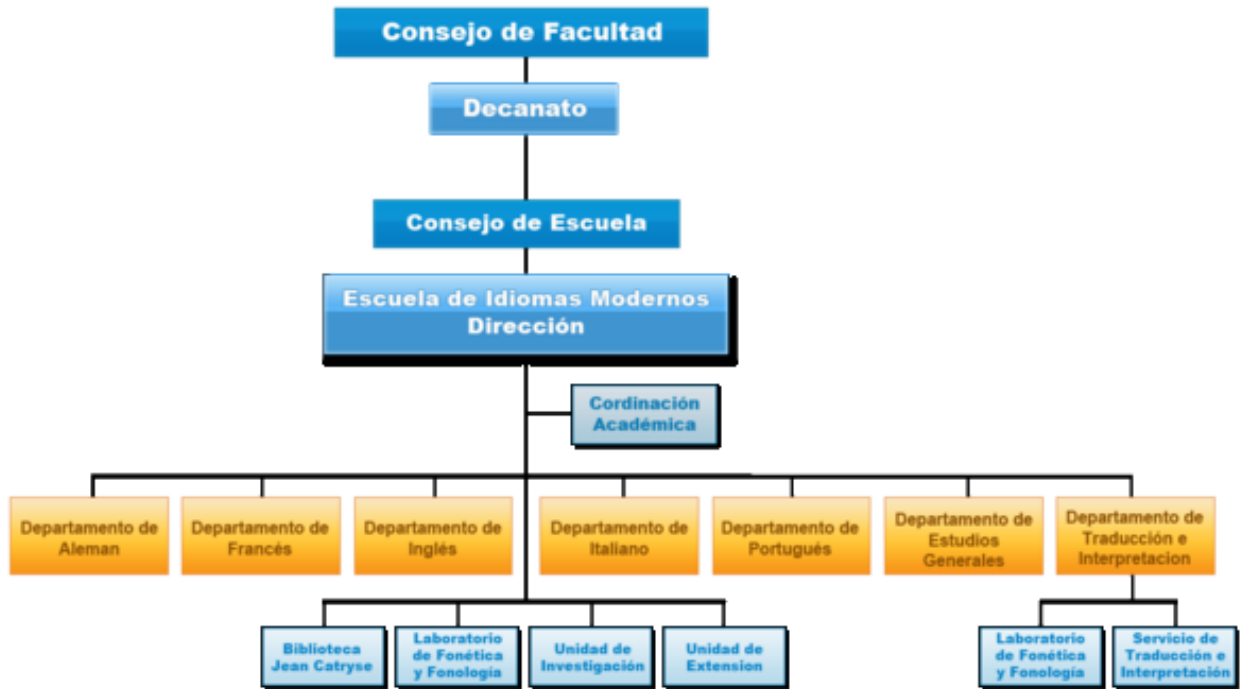 Consejo de Facultad
Decanato
Consejo de Escuela
Escuela de Idiomas Modernos
Dirección
Cordinación
Académica
Departamento de
Aleman
Departamento de
Francés
Departamento de
Inglés
Departamento de
Italiano
Departamento de
Portugués
Departamento de
Estudios
Generales
Departamento de
Traducción e
Interpretacion
Biblioteca
Jean Catryse
Laboratorio
de Fonética
y Fonología
Unidad de
Investigación
Unidad de
Extension
Laboratorio
de Fonética
y Fonología
Servicio de
Traducción e
Interpretación